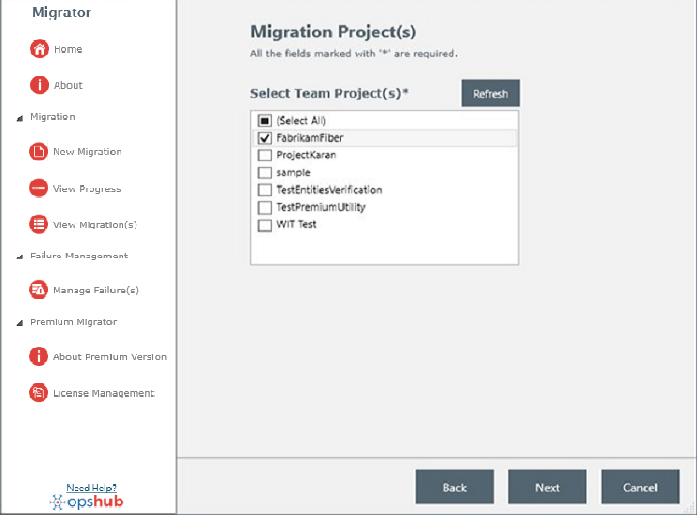 Migrator
Home
About
Migration
New Migration
View Progress
View Migration(s)
Failure Management
Manage Failure(s)
Premium Migrator
About Premium Version
License Management
Need Help?
opshub
Migration Project(s)
All the fields marked with '*' are required.
Select Team Project(s)*
Refresh
(Select All)
FabrikamFiber
ProjectKaran
sample
TestEntitiesVerification
TestPremiumUtility
WIT Test
Back
Next
Cancel